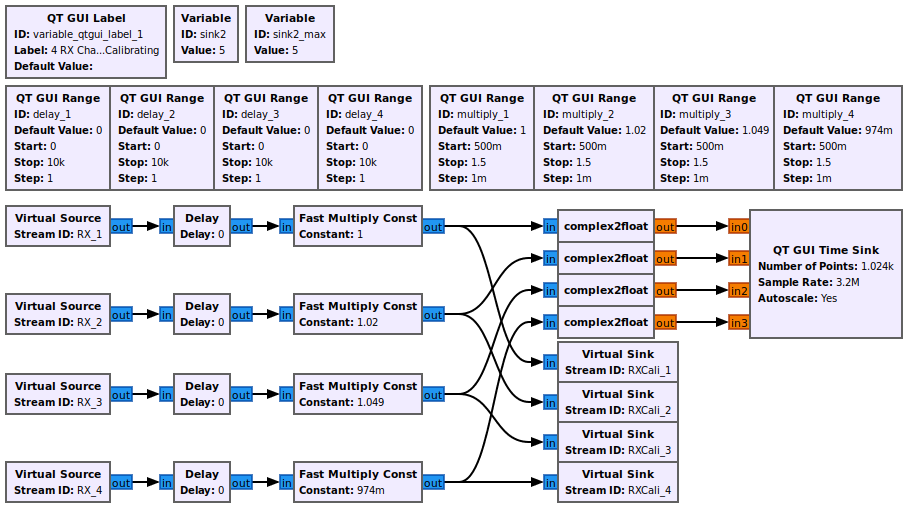 QT GUI Label
ID: variable_qtgui_label_1
Label: 4 RX Cha...Calibrating
Default Value:
Variable
ID: sink2
Value: 5
Variable
ID: sink2_max
Value: 5
QT GUI Range
ID: delay_1
Default Value: 0
Start: 0
Stop: 10k
Step: 1
QT GUI Range
ID: delay_2
Default Value: 0
Start: 0
Stop: 10k
Step: 1
QT GUI Range
ID: delay_3
Default Value: 0
Start: 0
Stop: 10k
Step: 1
QT GUI Range
ID: delay_4
Default Value: 0
Start: 0
Stop: 10k
Step: 1
QT GUI Range
ID: multiply_1
Default Value: 1
Start: 500m
Stop: 1.5
Step: 1m
QT GUI Range
ID: multiply_2
Default Value: 1.02
Start: 500m
Stop: 1.5
Step: 1m
QT GUI Range
ID: multiply_3
Default Value: 1.049
Start: 500m
Stop: 1.5
Step: 1m
QT GUI Range
ID: multiply_4
Default Value: 974m
Start: 500m
Stop: 1.5
Step: 1m
Virtual Source
Stream ID: RX_1
out
in
Delay
Delay: 0
out
in
Fast Multiply Const
Constant: 1
out
Virtual Source
Stream ID: RX_2
out
in
Delay
Delay: 0
out
in
Fast Multiply Const
Constant: 1.02
out
Virtual Source
Stream ID: RX_3
out
in
Delay
Delay: 0
out
in
Fast Multiply Const
Constant: 1.049
out
Virtual Source
Stream ID: RX_4
out
in
Delay
Delay: 0
out
in
Fast Multiply Const
Constant: 974m
out
in
complex2float
out
in
complex2float
out
in
complex2float
out
in
complex2float
out
in0
in1
in2
in3
QT GUI Time Sink
Number of Points: 1.024k
Sample Rate: 3.2M
Autoscale: Yes
in
Virtual Sink
Stream ID: RXCali_1
in
Virtual Sink
Stream ID: RXCali_2
in
Virtual Sink
Stream ID: RXCali_3
in
Virtual Sink
Stream ID: RXCali_4